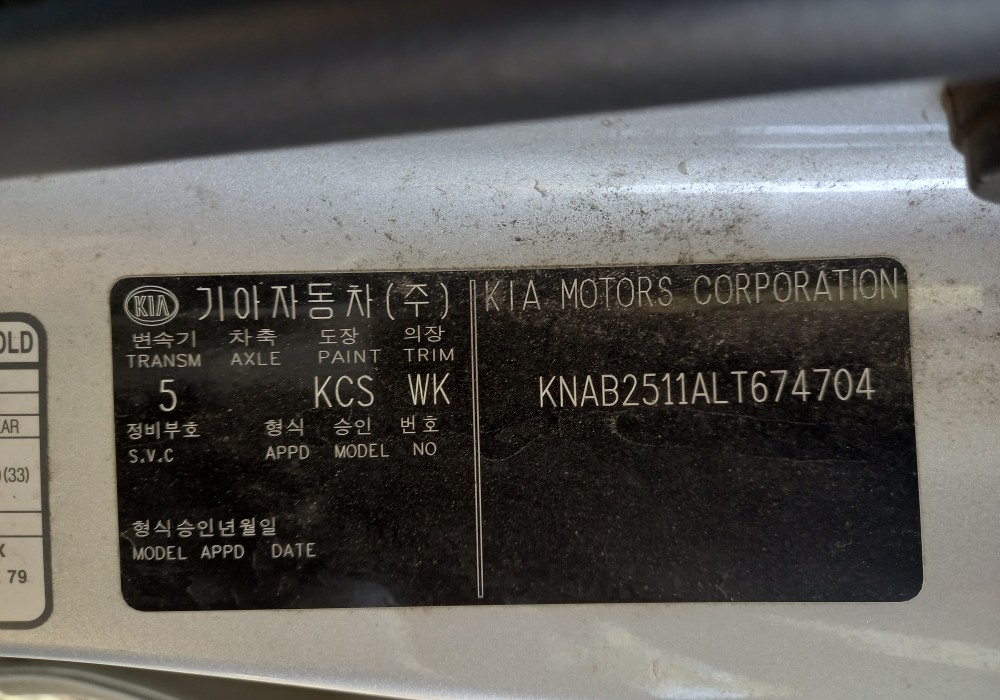 KIA 기아자동차(주)
변속기 차축 도장 의장
TRANSM AXLE PAINT TRIM
5 KCS WK
정비부호 형식 승인 번호
S.V.C APPD MODEL NO
형식승인년월일
MODEL APPD DATE
KIA MOTORS CORPORATION
KNAB2511ALT674704
OLD
AR
(33)
79